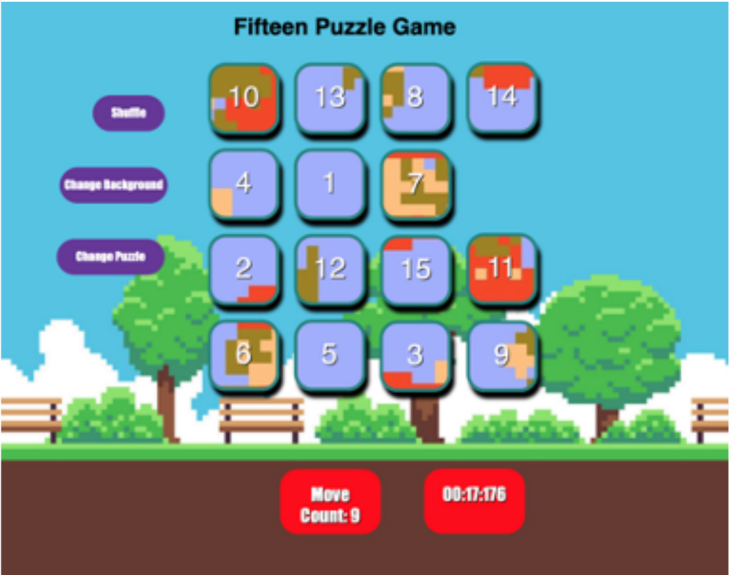 Fifteen Puzzle Game
10 13 8 14
Shuffle
4 1 7
Change Background
2 12 15 11
Change Puzzle
6 5 3 9
Move
Count: 9
00:17:176